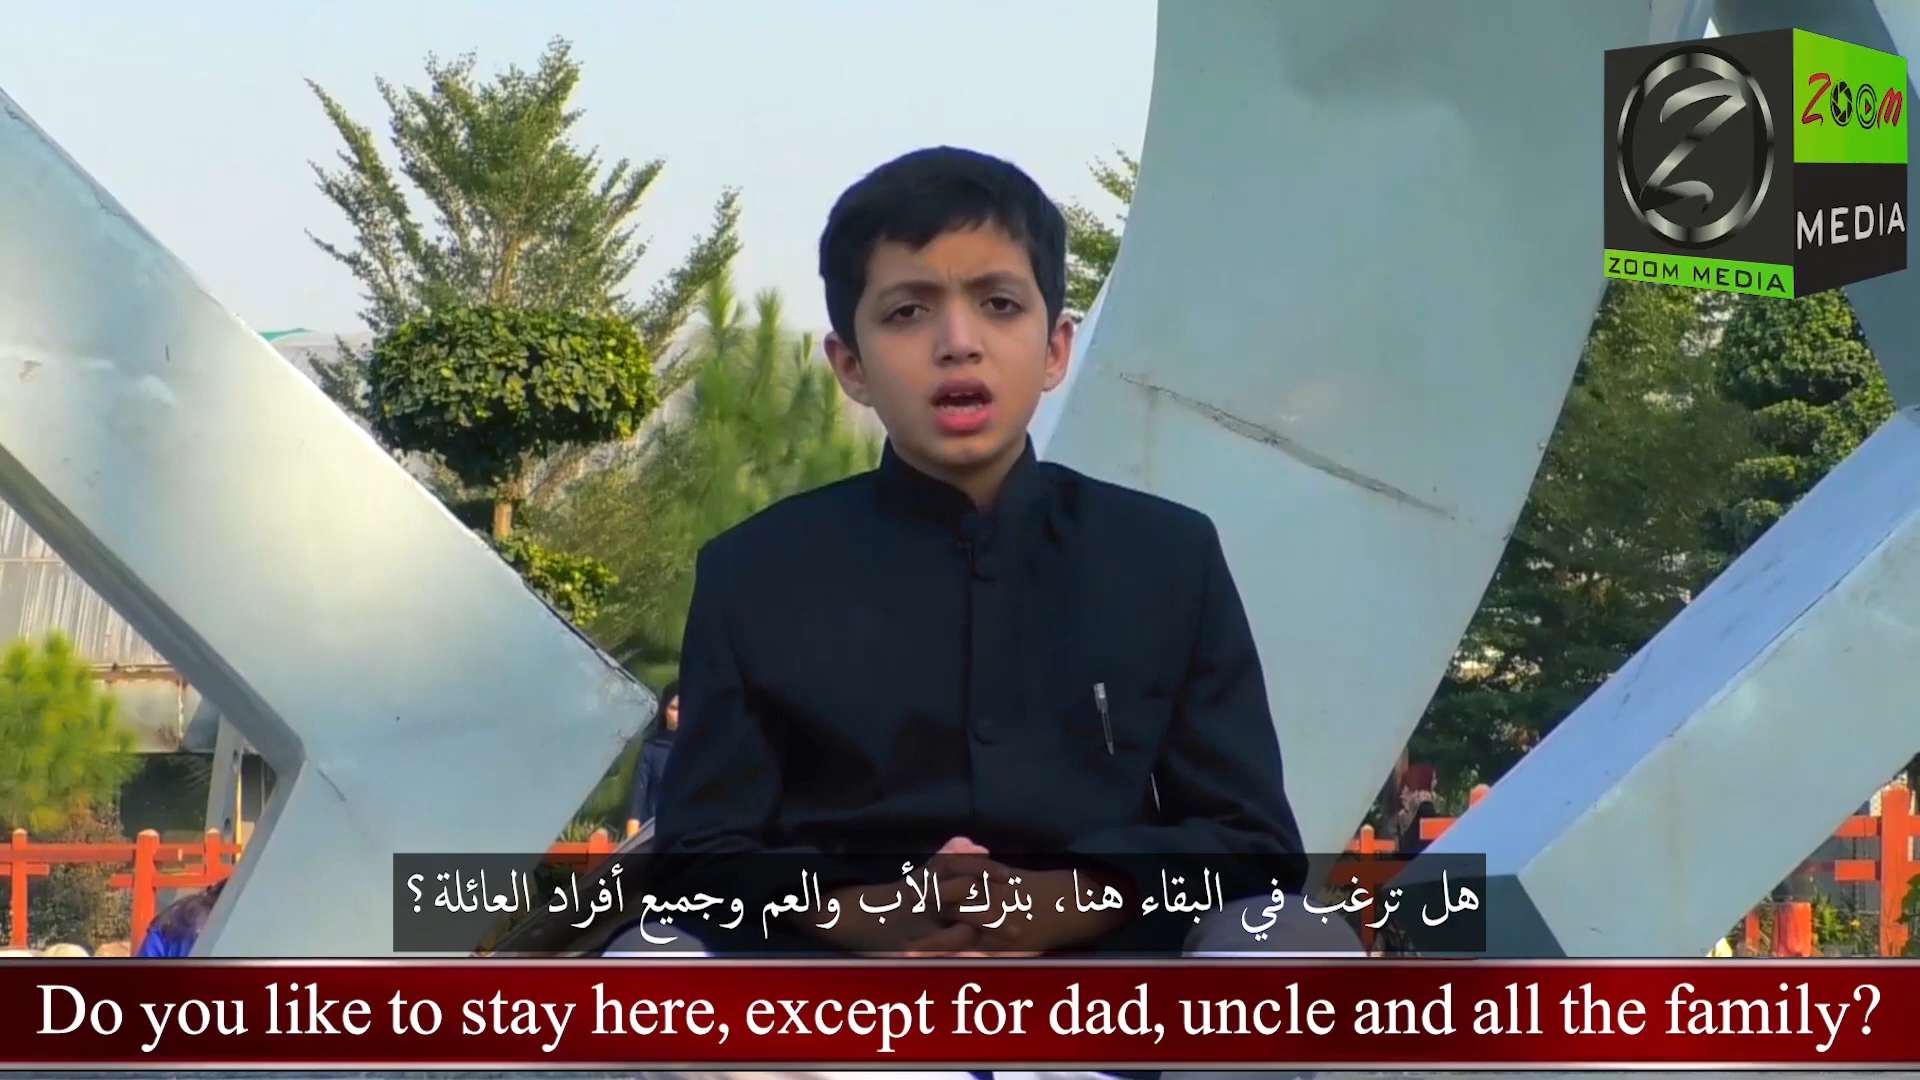 Z
ZOOM
MEDIA
ZOOM MEDIA
هل ترغب في البقاء هنا، بترك الأب والعم وجميع أفراد العائلة؟
Do you like to stay here, except for dad, uncle and all the family?